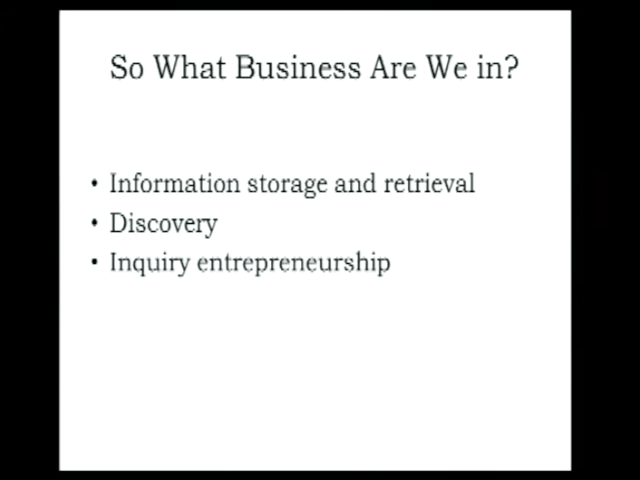 So What Business Are We in?
• Information storage and retrieval
• Discovery
• Inquiry entrepreneurship